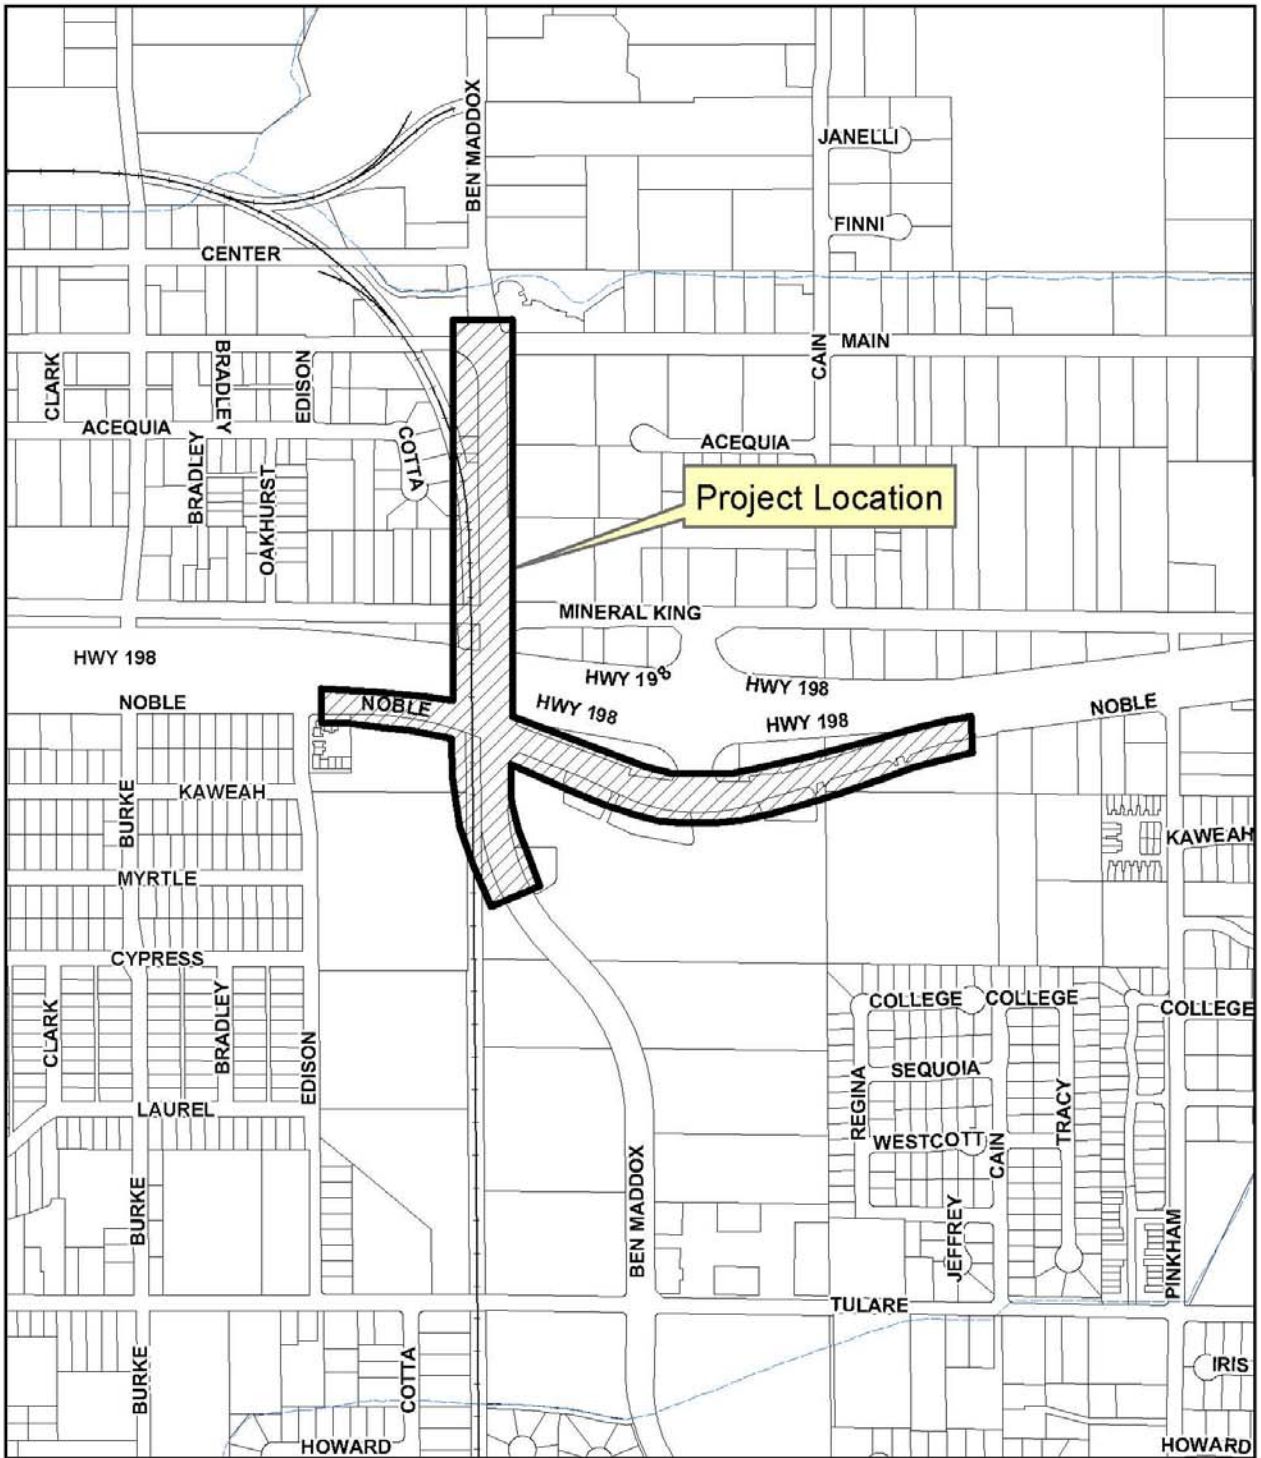 BEN MADDOX
JANELLI
FINNI
CENTER
CAIN
MAIN
CLARK
BRADLEY
EDISON
ACEQUIA
COTTA
ACEQUIA
BRADLEY
OAKHURST
Project Location
MINERAL KING
HWY 198
HWY 198
HWY 198
NOBLE
NOBLE
HWY 198
HWY 198
NOBLE
BURKE
KAWEAH
KAWEAH
MYRTLE
CYPRESS
CLARK
BRADLEY
EDISON
COLLEGE
COLLEGE
COLLEGE
SEQUOIA
REGINA
TRACY
LAUREL
WESTCOTT
CAIN
BURKE
BEN MADDOX
JEFFREY
PINKHAM
TULARE
BURKE
COTTA
IRIS
HOWARD
HOWARD